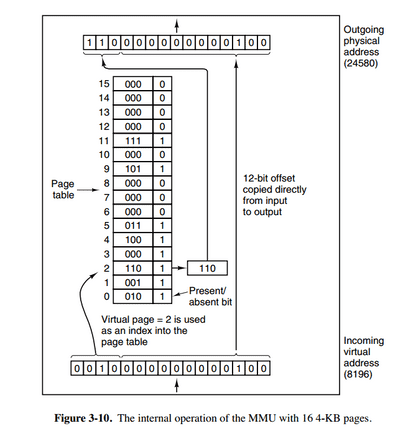 1 1 0 0 0 0 0 0 0 0 0 0 1 0 0
Outgoing
physical
address
(24580)
15 000 0
14 000 0
13 000 0
12 000 0
11 111 1
10 000 0
9 101 1
8 000 0
7 000 0
6 000 0
5 011 1
4 100 1
3 000 1
2 110 1
1 001 1
0 010 1
Page
table
110
12-bit offset
copied directly
from input
to output
Present/
absent bit
Virtual page = 2 is used
as an index into the
page table
0 0 1 0 0 0 0 0 0 0 0 0 0 1 0 0
Incoming
virtual
address
(8196)
Figure 3-10. The internal operation of the MMU with 16 4-KB pages.